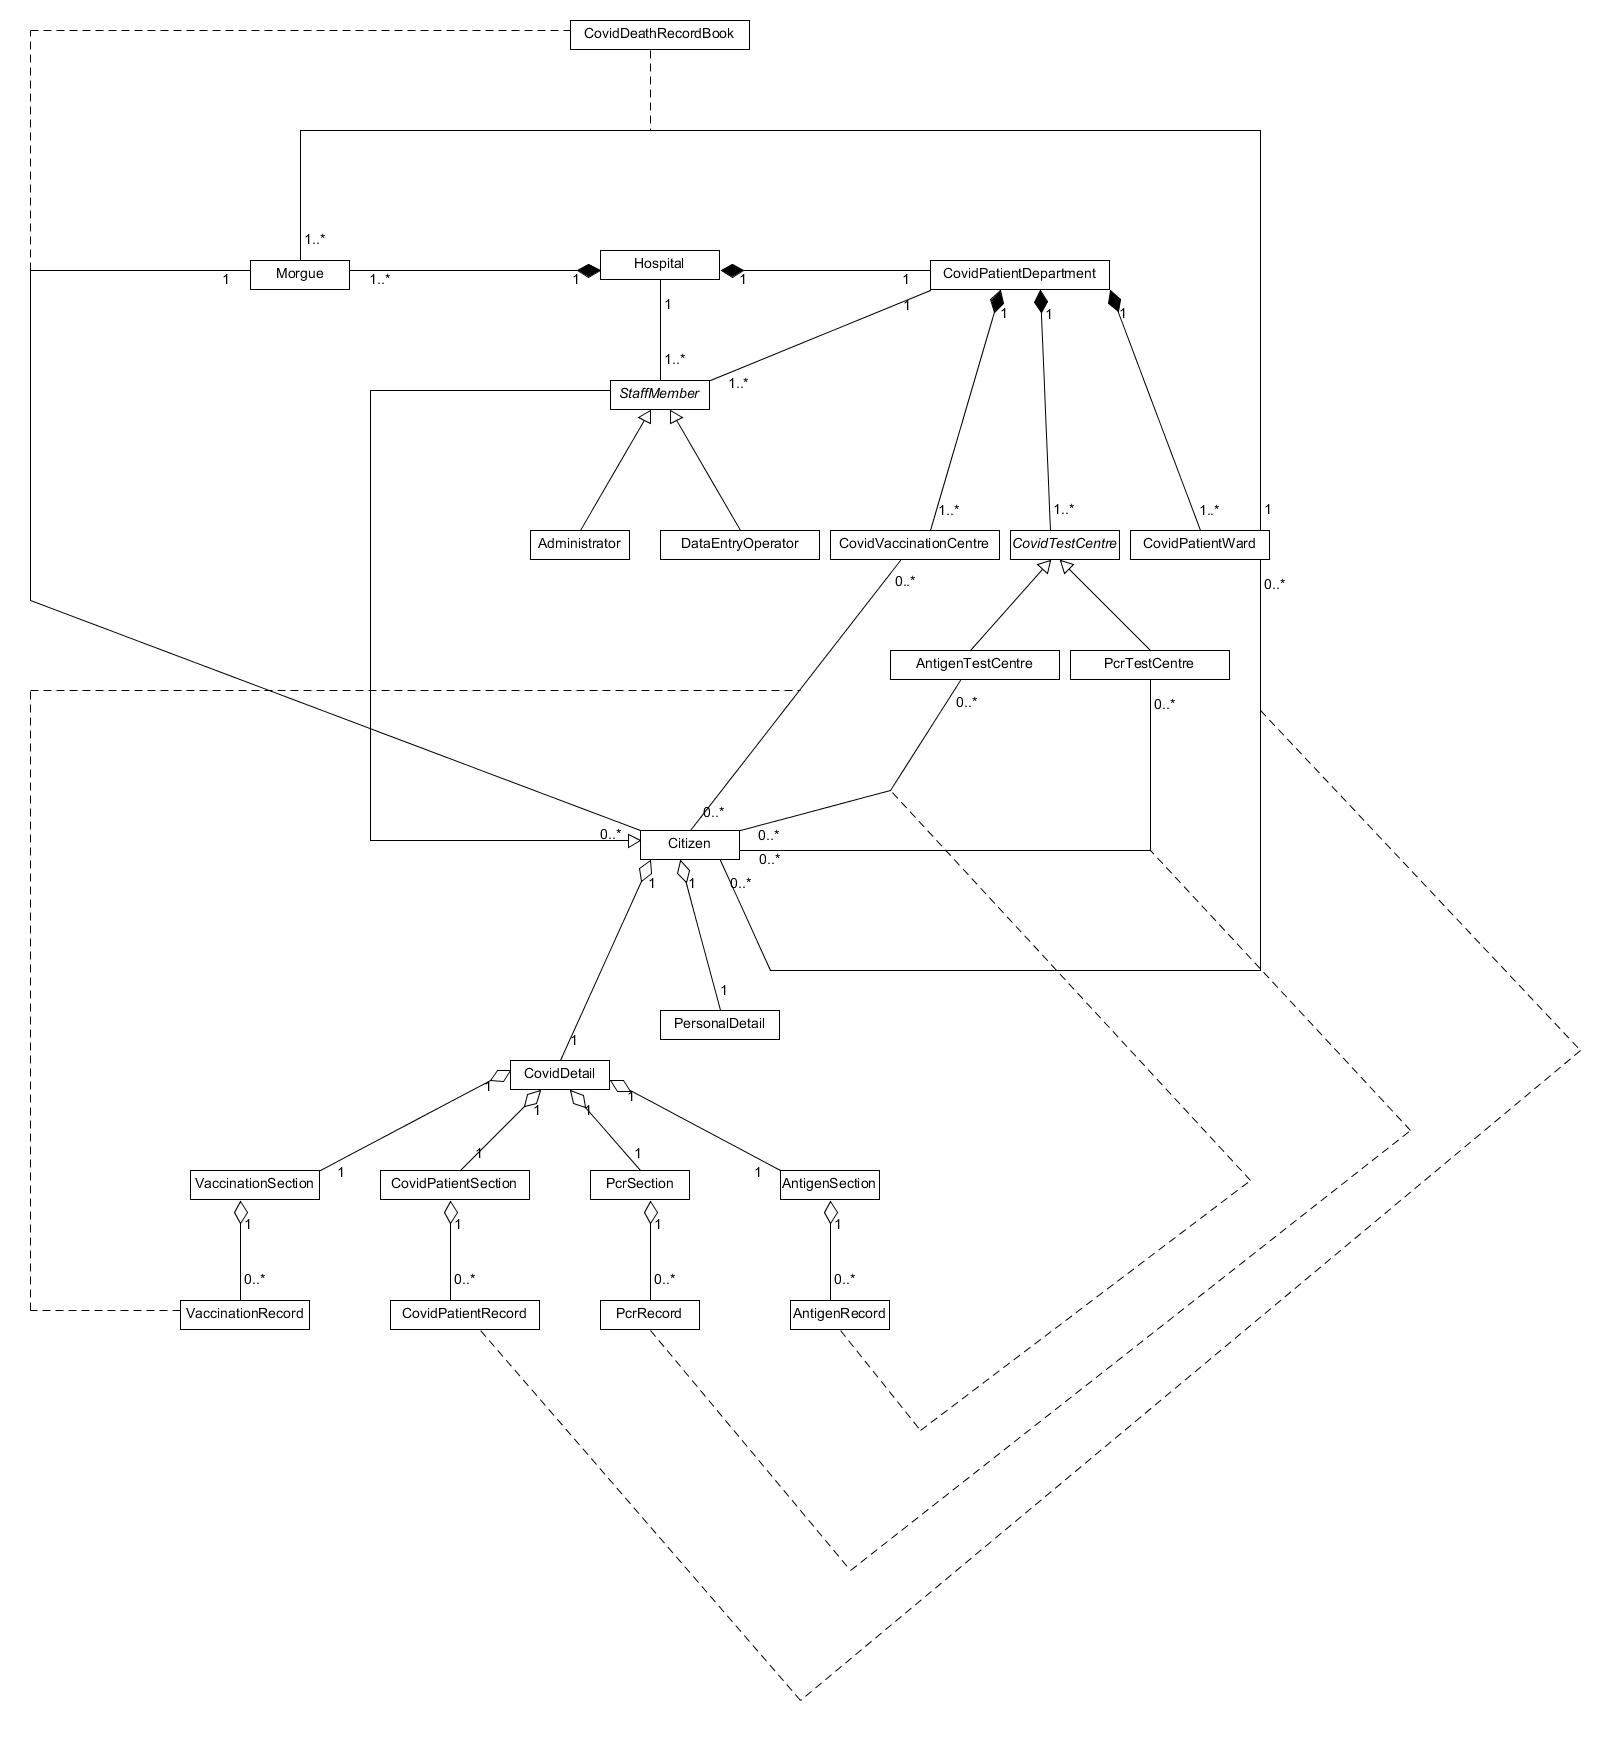 CovidDeathRecordBook
1..*
Morgue
1
1..*
1
Hospital
1
1
CovidPatientDepartment
1
1
1..*
1
1..*
1
1
1
StaffMember
Administrator
DataEntryOperator
1..*
1..*
1..*
1
CovidVaccinationCentre
CovidTestCentre
CovidPatientWard
0..*
0..*
AntigenTestCentre
PcrTestCentre
0..*
0..*
0..*
0..*
0..*
0..*
Citizen
0..*
1
1
1
PersonalDetail
1
CovidDetail
1
1
1
1
1
1
1
1
VaccinationSection
CovidPatientSection
PcrSection
AntigenSection
1
1
1
1
0..*
0..*
0..*
0..*
VaccinationRecord
CovidPatientRecord
PcrRecord
AntigenRecord